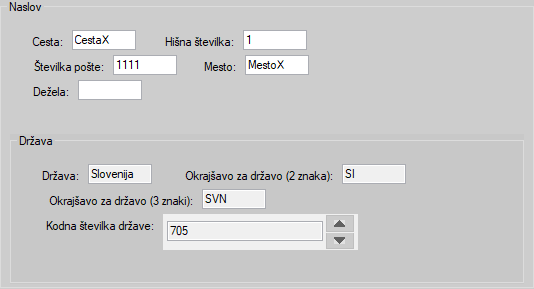 Naslov
Cesta: CestaX Hišna številka: 1
Številka pošte: 1111 Mesto: MestoX
Dežela:
Država
Država: Slovenija Okrajšavo za državo (2 znaka): SI
Okrajšavo za državo (3 znaki): SVN
Kodna številka države: 705